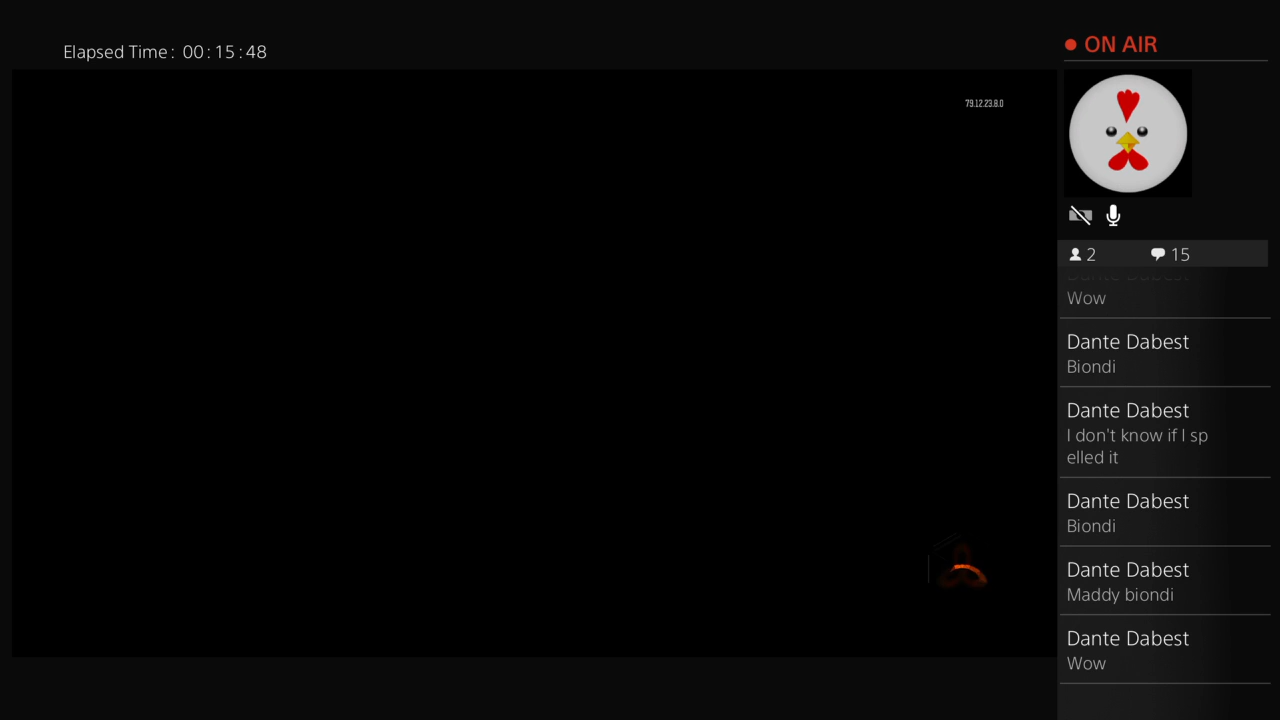 Elapsed Time: 00:15:48
ON AIR
79.12.23.8.0
2
15
Wow
Dante Dabest
Biondi
Dante Dabest
I don't know if I sp
elled it
Dante Dabest
Biondi
Dante Dabest
Maddy biondi
Dante Dabest
Wow